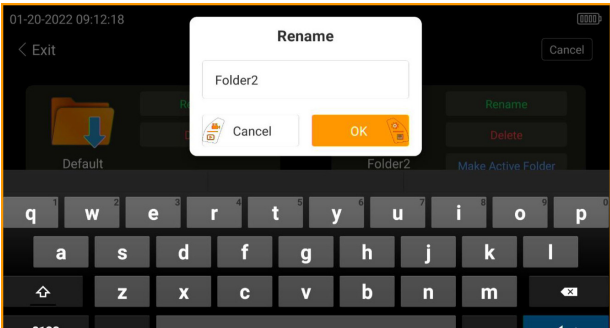 01-20-2022 09:12:18
Rename
Exit
Cancel
Folder2
Rename
Cancel
OK
Delete
Default
Folder2
Make Active Folder
1 2 3 4 5 6 7 8 9 0
q w e r t y u i o p
a s d f g h j k l
z x c v b n m